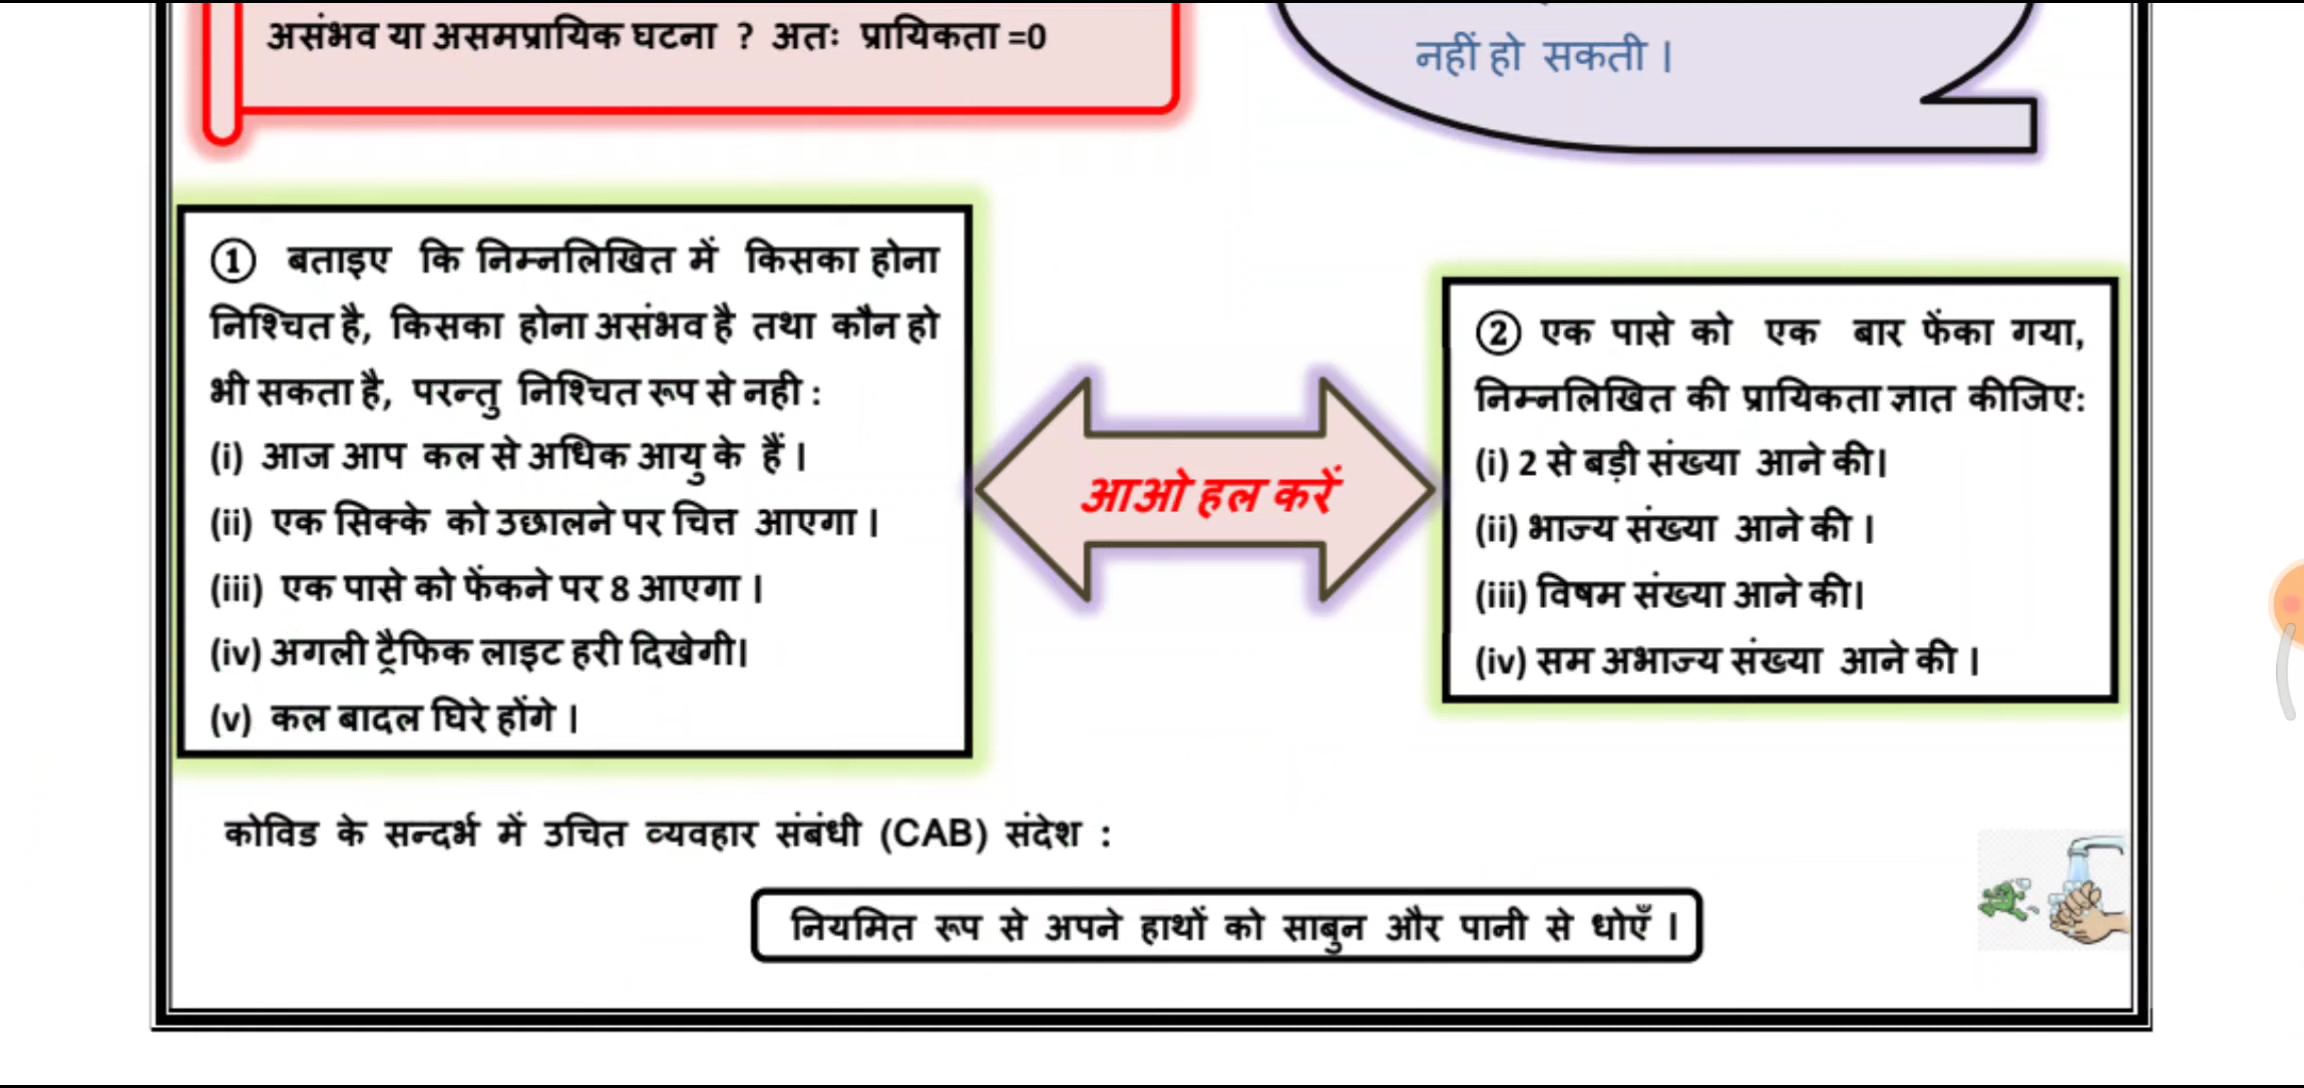 असंभव या असमप्रायिक घटना ? अतः प्रायिकता =0
नहीं हो सकती ।
① बताइए कि निम्नलिखित में किसका होना
निश्चित है, किसका होना असंभव है तथा कौन हो
भी सकता है, परन्तु निश्चित रूप से नही :
(i) आज आप कल से अधिक आयु के हैं ।
(ii) एक सिक्के को उछालने पर चित्त आएगा ।
(iii) एक पासे को फेंकने पर 8 आएगा ।
(iv) अगली ट्रैफिक लाइट हरी दिखेगी।
(v) कल बादल घिरे होंगे ।
आओ हल करें
② एक पासे को एक बार फेंका गया,
निम्नलिखित की प्रायिकता ज्ञात कीजिए:
(i) 2 से बड़ी संख्या आने की।
(ii) भाज्य संख्या आने की ।
(iii) विषम संख्या आने की।
(iv) सम अभाज्य संख्या आने की ।
कोविड के सन्दर्भ में उचित व्यवहार संबंधी (CAB) संदेश :
नियमित रूप से अपने हाथों को साबुन और पानी से धोएँ ।